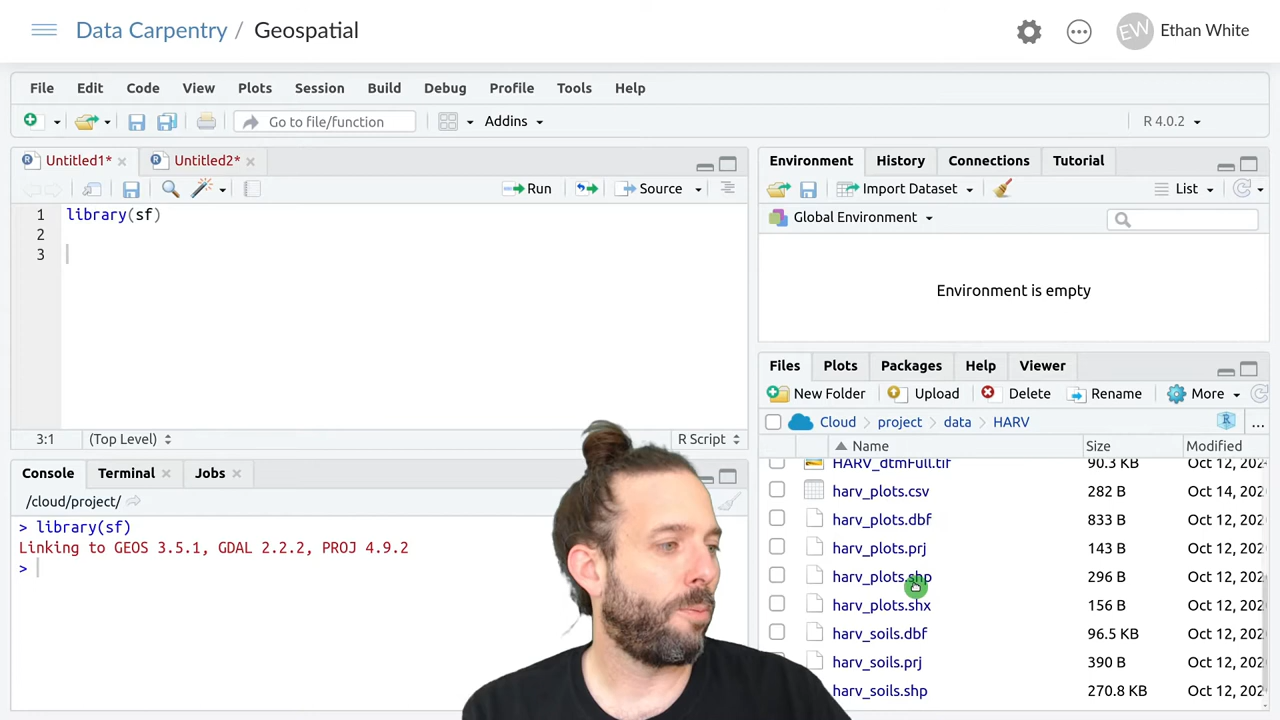 Data Carpentry / Geospatial
EW Ethan White
File Edit Code View Plots Session Build Debug Profile Tools Help
Go to file/function Addins R 4.0.2
Untitled1* Untitled2*
Run Source
1 library(sf)
2
3
3:1 (Top Level) R Script
Console Terminal Jobs
/cloud/project/
> library(sf)
Linking to GEOS 3.5.1, GDAL 2.2.2, PROJ 4.9.2
>
Environment History Connections Tutorial
Import Dataset List
Global Environment
Environment is empty
Files Plots Packages Help Viewer
New Folder Upload Delete Rename More
Cloud project data HARV ...
Name Size Modified
HARV_dtmFull.tif 90.3 KB Oct 12, 202
harv_plots.csv 282 B Oct 14, 202
harv_plots.dbf 833 B Oct 12, 202
harv_plots.prj 143 B Oct 12, 202
harv_plots.shp 296 B Oct 12, 202
harv_plots.shx 156 B Oct 12, 202
harv_soils.dbf 96.5 KB Oct 12, 202
harv_soils.prj 390 B Oct 12, 202
harv_soils.shp 270.8 KB Oct 12, 202